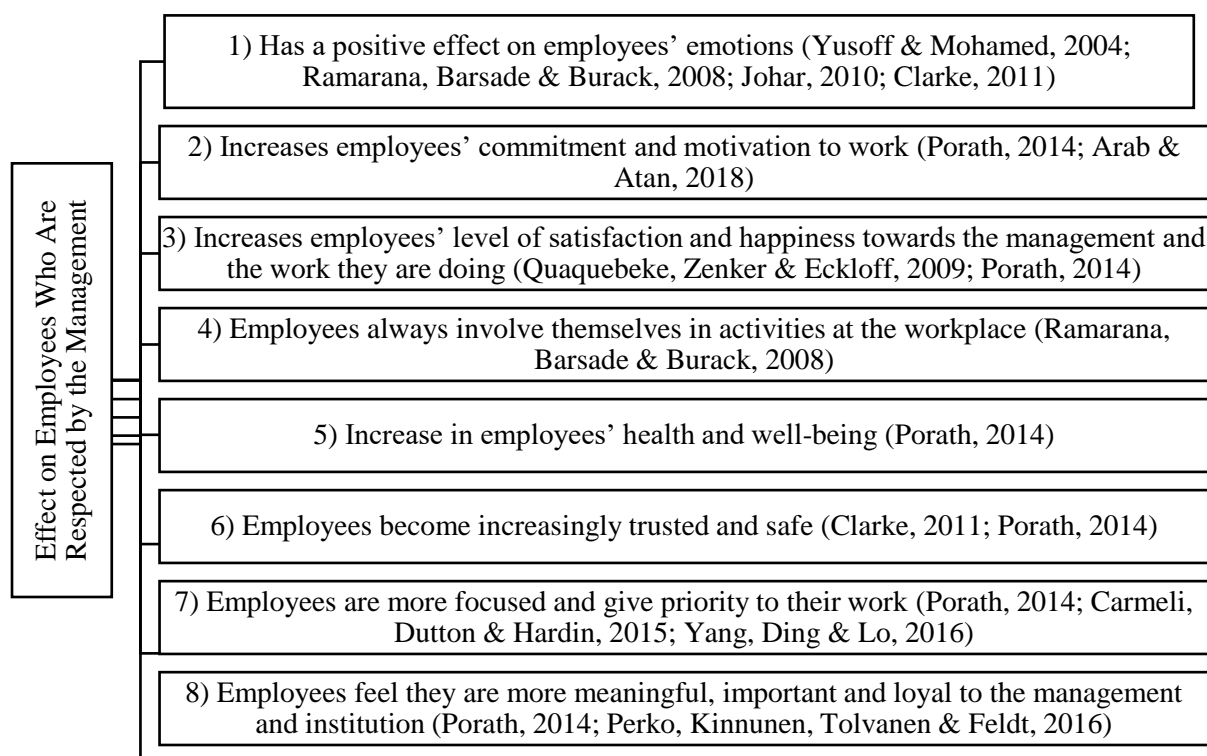 Effect on Employees Who Are
Respected by the Management
1) Has a positive effect on employees’ emotions (Yusoff & Mohamed, 2004;
Ramarana, Barsade & Burack, 2008; Johar, 2010; Clarke, 2011)
2) Increases employees’ commitment and motivation to work (Porath, 2014; Arab &
Atan, 2018)
3) Increases employees’ level of satisfaction and happiness towards the management and
the work they are doing (Quaquebeke, Zenker & Eckloff, 2009; Porath, 2014)
4) Employees always involve themselves in activities at the workplace (Ramarana,
Barsade & Burack, 2008)
5) Increase in employees’ health and well-being (Porath, 2014)
6) Employees become increasingly trusted and safe (Clarke, 2011; Porath, 2014)
7) Employees are more focused and give priority to their work (Porath, 2014; Carmeli,
Dutton & Hardin, 2015; Yang, Ding & Lo, 2016)
8) Employees feel they are more meaningful, important and loyal to the management
and institution (Porath, 2014; Perko, Kinnunen, Tolvanen & Feldt, 2016)